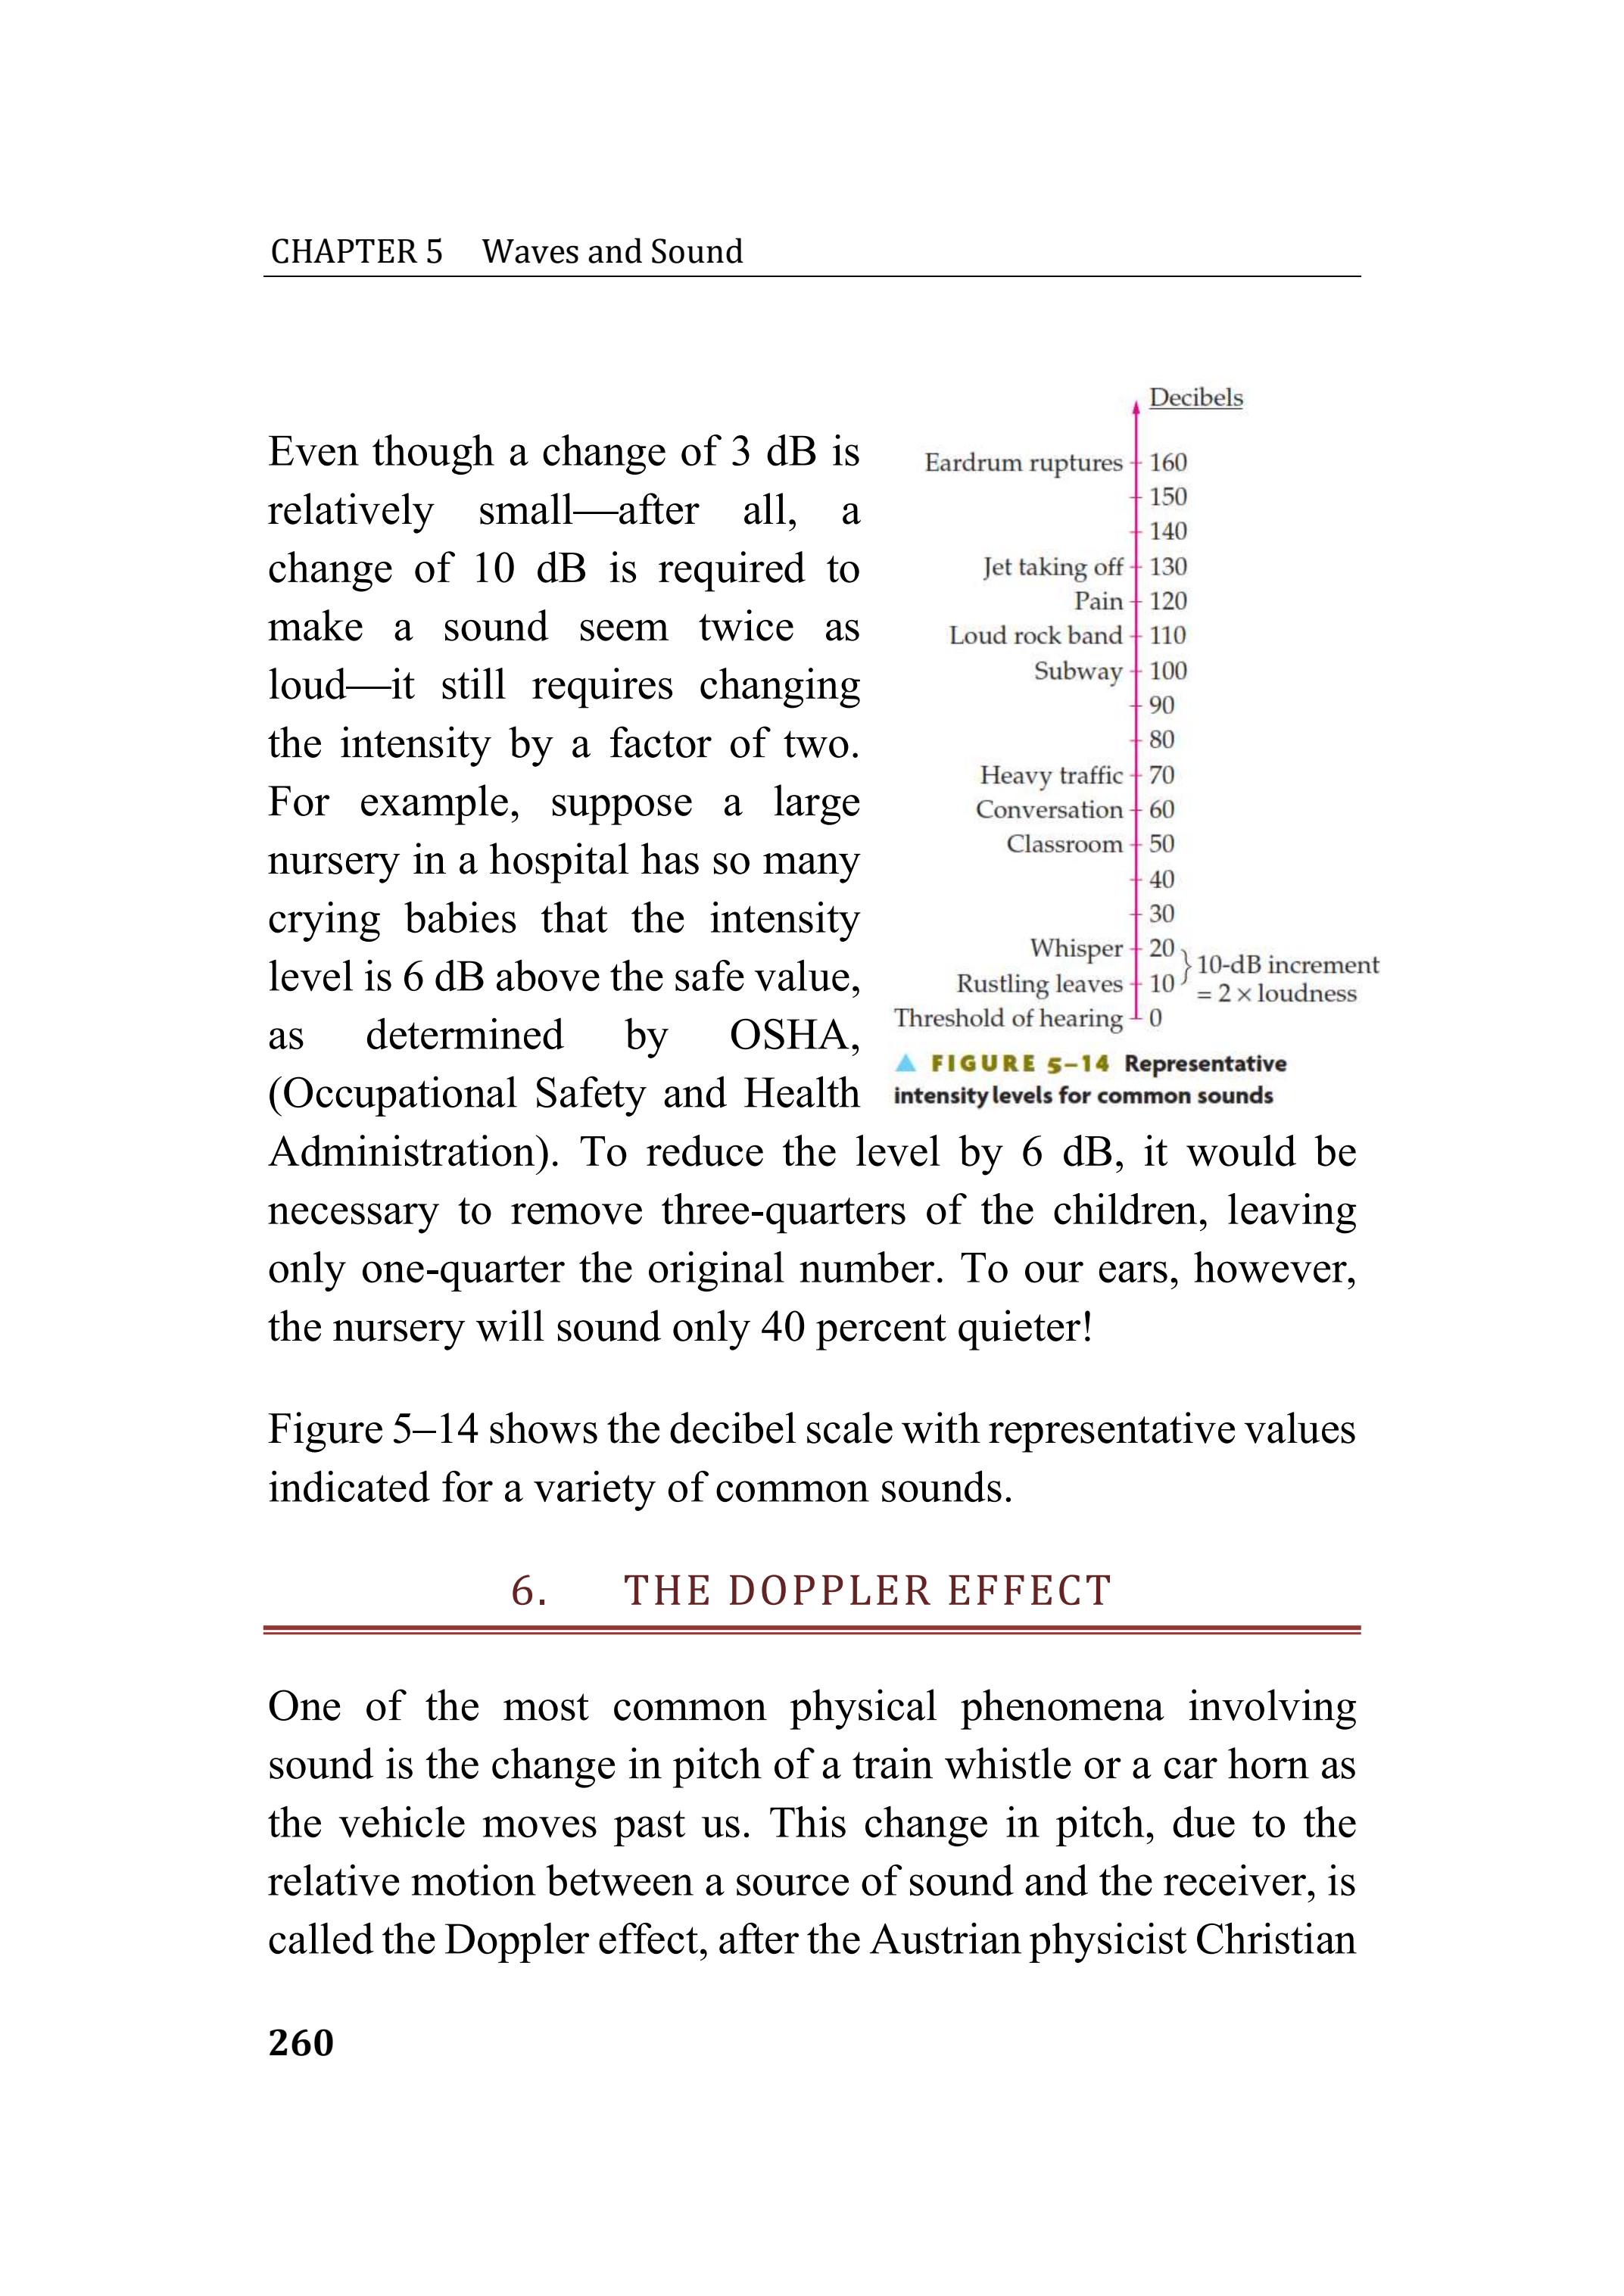 CHAPTER 5 Waves and Sound
Even though a change of 3 dB is
relatively small—after all, a
change of 10 dB is required to
make a sound seem twice as
loud—it still requires changing
the intensity by a factor of two.
For example, suppose a large
nursery in a hospital has so many
crying babies that the intensity
level is 6 dB above the safe value,
as determined by OSHA,
(Occupational Safety and Health
Decibels
Eardrum ruptures 160
150
140
Jet taking off 130
Pain 120
Loud rock band 110
Subway 100
90
80
Heavy traffic 70
Conversation 60
Classroom 50
40
30
Whisper 20
Rustling leaves 10
Threshold of hearing 0
10-dB increment
= 2 × loudness
▲ FIGURE 5–14 Representative
intensity levels for common sounds
Administration). To reduce the level by 6 dB, it would be
necessary to remove three-quarters of the children, leaving
only one-quarter the original number. To our ears, however,
the nursery will sound only 40 percent quieter!
Figure 5–14 shows the decibel scale with representative values
indicated for a variety of common sounds.
6. THE DOPPLER EFFECT
One of the most common physical phenomena involving
sound is the change in pitch of a train whistle or a car horn as
the vehicle moves past us. This change in pitch, due to the
relative motion between a source of sound and the receiver, is
called the Doppler effect, after the Austrian physicist Christian
260